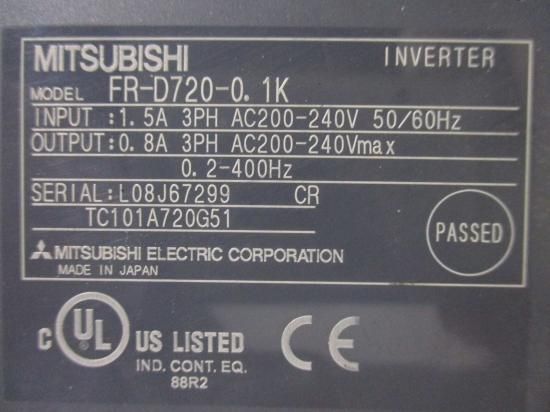 MITSUBISHI INVERTER
MODEL FR-D720-0.1K
INPUT :1.5A 3PH AC200-240V 50/60Hz
OUTPUT:0.8A 3PH AC200-240Vmax
0.2-400Hz
SERIAL:L08J67299 CR
TC101A720G51
PASSED
MITSUBISHI ELECTRIC CORPORATION
MADE IN JAPAN
C UL US LISTED CE
IND. CONT. EQ.
88R2